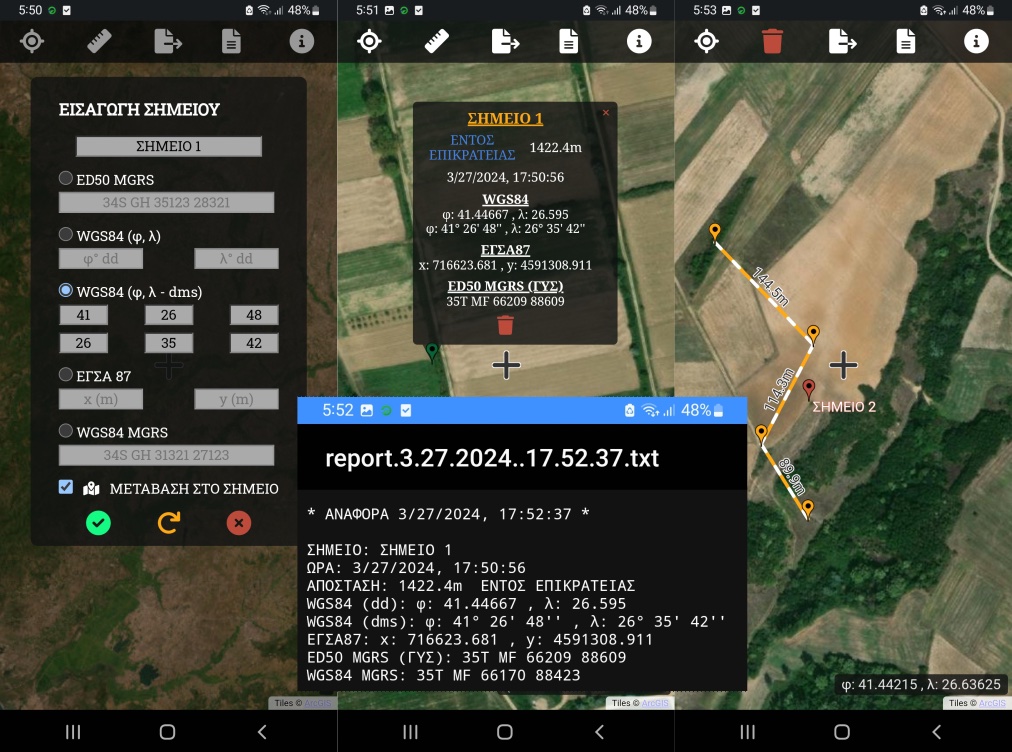 5:50
48%
ΕΙΣΑΓΩΓΗ ΣΗΜΕΙΟΥ
ΣΗΜΕΙΟ 1
ED50 MGRS
34S GH 35123 28321
WGS84 (φ, λ)
φ° dd
λ° dd
WGS84 (φ, λ - dms)
41 26 48
26 35 42
ΕΓΣΑ 87
x (m)
y (m)
WGS84 MGRS
34S GH 31321 27123
ΜΕΤΑΒΑΣΗ ΣΤΟ ΣΗΜΕΙΟ
Tiles © ArcGIS
5:51
48%
ΣΗΜΕΙΟ 1
ΕΝΤΟΣ
ΕΠΙΚΡΑΤΕΙΑΣ
1422.4m
3/27/2024, 17:50:56
WGS84
φ: 41.44667 , λ: 26.595
φ: 41° 26' 48'' , λ: 26° 35' 42''
ΕΓΣΑ87
x: 716623.681 , y: 4591308.911
ED50 MGRS (ΓΥΣ)
35T MF 66209 88609
Tiles © ArcGIS
5:52
48%
report.3.27.2024..17.52.37.txt
* ΑΝΑΦΟΡΑ 3/27/2024, 17:52:37 *
ΣΗΜΕΙΟ: ΣΗΜΕΙΟ 1
ΩΡΑ: 3/27/2024, 17:50:56
ΑΠΟΣΤΑΣΗ: 1422.4m ΕΝΤΟΣ ΕΠΙΚΡΑΤΕΙΑΣ
WGS84 (dd): φ: 41.44667 , λ: 26.595
WGS84 (dms): φ: 41° 26' 48'' , λ: 26° 35' 42''
ΕΓΣΑ87: x: 716623.681 , y: 4591308.911
ED50 MGRS (ΓΥΣ): 35T MF 66209 88609
WGS84 MGRS: 35T MF 66170 88423
5:53
48%
144.5m
114.3m
ΣΗΜΕΙΟ 2
89.9m
φ: 41.44215 , λ: 26.63625
Tiles © ArcGIS